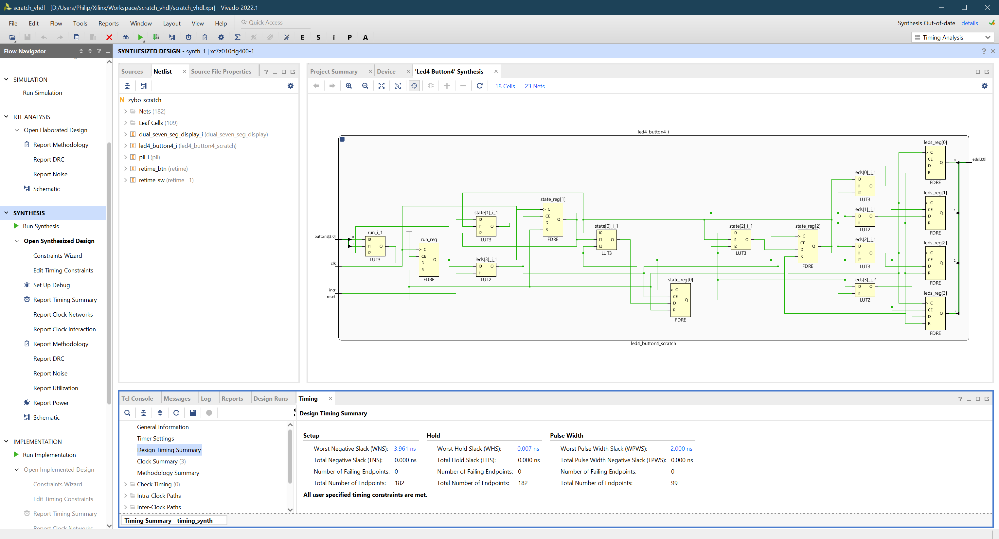 scratch_vhdl - [D:/Users/Philip/Xilinx/Workspace/scratch_vhdl/scratch_vhdl.xpr] - Vivado 2022.1
File Edit Flow Tools Reports Window Layout View Help Quick Access
Synthesis Out-of-date details
E S i P A
Timing Analysis
Flow Navigator
SIMULATION
Run Simulation
RTL ANALYSIS
Open Elaborated Design
Report Methodology
Report DRC
Report Noise
Schematic
SYNTHESIS
Run Synthesis
Open Synthesized Design
Constraints Wizard
Edit Timing Constraints
Set Up Debug
Report Timing Summary
Report Clock Networks
Report Clock Interaction
Report Methodology
Report DRC
Report Noise
Report Utilization
Report Power
Schematic
IMPLEMENTATION
Run Implementation
Open Implemented Design
Constraints Wizard
Edit Timing Constraints
Report Timing Summary
Report Clock Networks
SYNTHESIZED DESIGN - synth_1 | xc7z010clg400-1
Sources Netlist Source File Properties
N zybo_scratch
Nets (182)
Leaf Cells (109)
dual_seven_seg_display_i (dual_seven_seg_display)
led4_button4_i (led4_button4_scratch)
pll_i (pll)
retime_btn (retime)
retime_sw (retime__1)
Project Summary Device 'Led4 Button4' Synthesis
18 Cells 23 Nets
led4_button4_i
buttons[3:0]
0
1
clk
incr
reset
run_i_1
I0
I1 O
I2
LUT3
run_reg
C
CE
D Q
R
FDRE
state[1]_i_1
I0
I1 O
I2
LUT3
leds[3]_i_1
I0 O
I1
LUT2
state_reg[1]
C
CE
D Q
R
FDRE
state[0]_i_1
I0
I1 O
I2
LUT3
state_reg[0]
C
CE
D Q
R
FDRE
state[2]_i_1
I0
I1 O
I2
LUT3
state_reg[2]
C
CE
D Q
R
FDRE
leds[0]_i_1
I0
I1 O
I2
LUT3
leds[1]_i_1
I0 O
I1
LUT2
leds[2]_i_1
I0
I1 O
I2
LUT3
leds[3]_i_2
I0 O
I1
LUT2
leds_reg[0]
C
CE
D Q
R
FDRE
leds_reg[1]
C
CE
D Q
R
FDRE
leds_reg[2]
C
CE
D Q
R
FDRE
leds_reg[3]
C
CE
D Q
R
FDRE
0
1
2
3
leds[3:0]
led4_button4_scratch
Tcl Console Messages Log Reports Design Runs Timing
General Information
Timer Settings
Design Timing Summary
Clock Summary (3)
Methodology Summary
Check Timing (0)
Intra-Clock Paths
Inter-Clock Paths
Design Timing Summary
Setup Hold Pulse Width
Worst Negative Slack (WNS): 3.961 ns Worst Hold Slack (WHS): 0.007 ns Worst Pulse Width Slack (WPWS): 2.000 ns
Total Negative Slack (TNS): 0.000 ns Total Hold Slack (THS): 0.000 ns Total Pulse Width Negative Slack (TPWS): 0.000 ns
Number of Failing Endpoints: 0 Number of Failing Endpoints: 0 Number of Failing Endpoints: 0
Total Number of Endpoints: 182 Total Number of Endpoints: 182 Total Number of Endpoints: 99
All user specified timing constraints are met.
Timing Summary - timing_synth